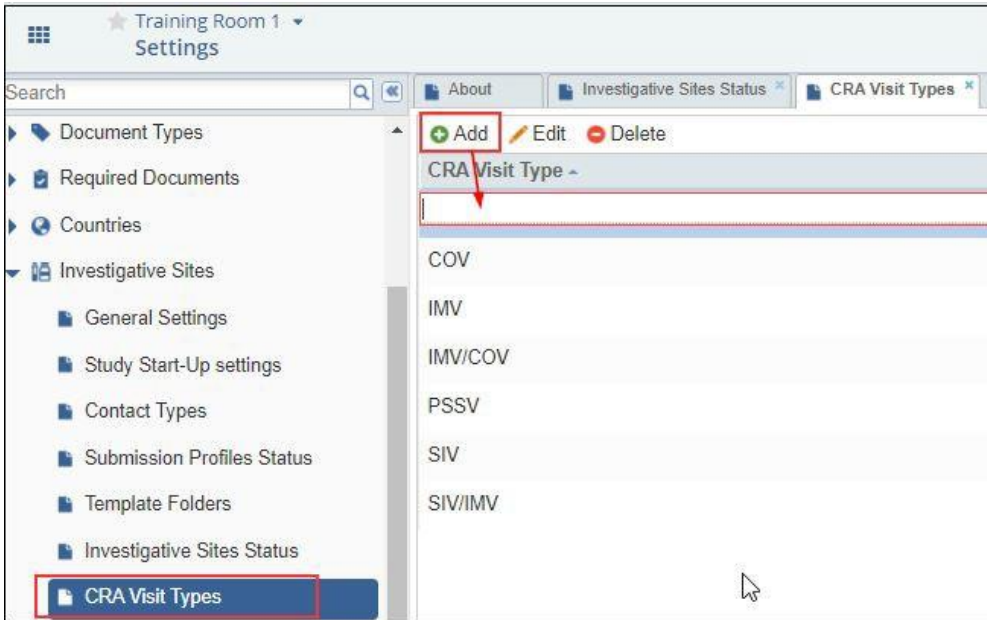 Training Room 1
Settings
Search
About
Investigative Sites Status
CRA Visit Types
Document Types
Required Documents
Countries
Investigative Sites
General Settings
Study Start-Up settings
Contact Types
Submission Profiles Status
Template Folders
Investigative Sites Status
CRA Visit Types
Add
Edit
Delete
CRA Visit Type
COV
IMV
IMV/COV
PSSV
SIV
SIV/IMV